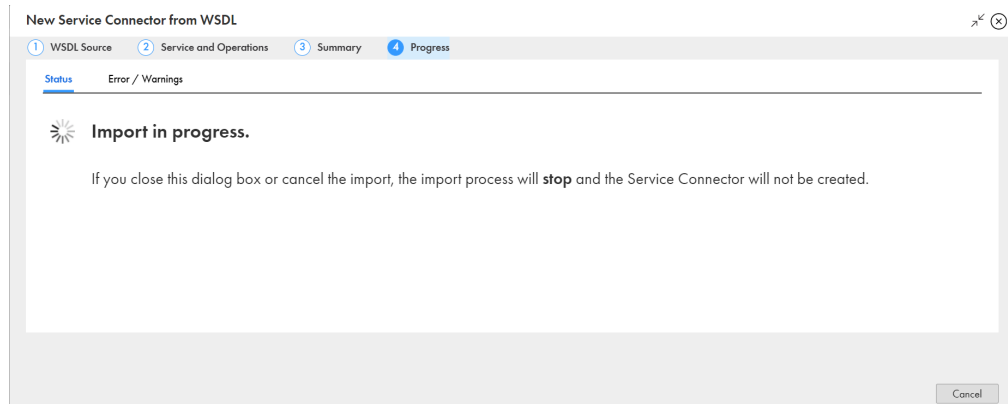 New Service Connector from WSDL
1 WSDL Source 2 Service and Operations 3 Summary 4 Progress
Status Error / Warnings
Import in progress.
If you close this dialog box or cancel the import, the import process will stop and the Service Connector will not be created.
Cancel